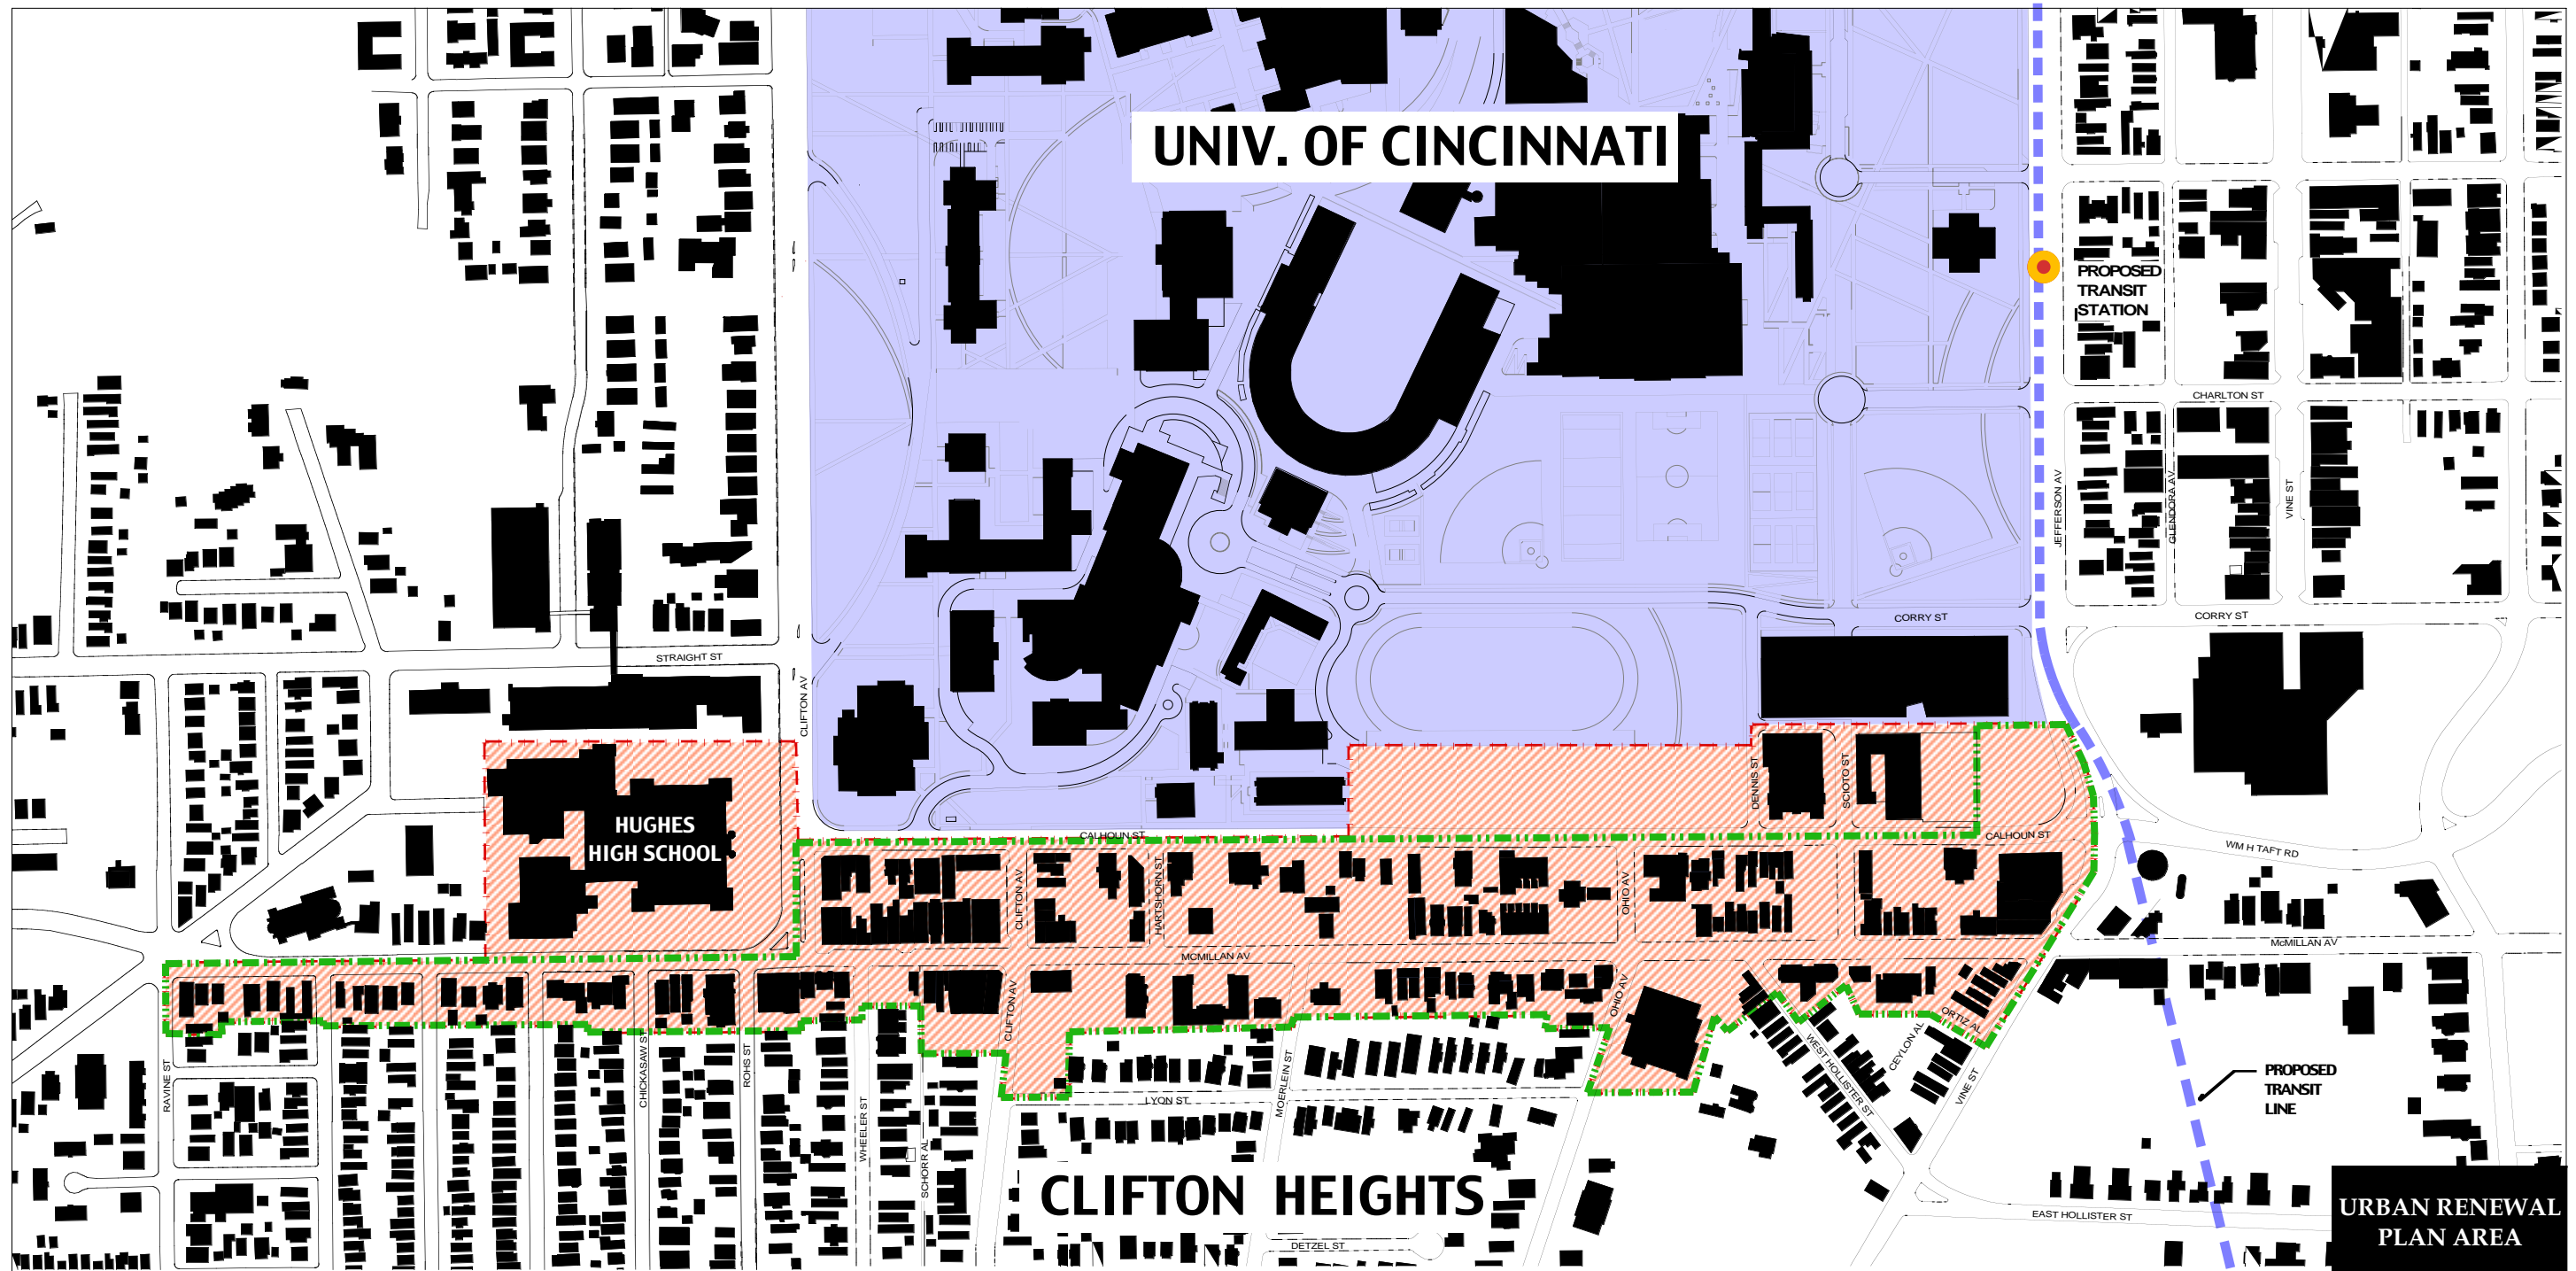 UNIV. OF CINCINNATI
PROPOSED
TRANSIT
STATION
CHARLTON ST
JEFFERSON AV
GLENDORA AV
VINE ST
CORRY ST
CORRY ST
STRAIGHT ST
CLIFTON AV
DENNIS ST
SCIOTO ST
HUGHES
HIGH SCHOOL
CALHOUN ST
CALHOUN ST
WM H TAFT RD
CLIFTON AV
HARTSHORN ST
OHIO AV
McMILLAN AV
MCMILLAN AV
CLIFTON AV
OHIO AV
ORTIZ AL
CEYLON AL
WEST HOLLISTER ST
VINE ST
RAVINE ST
CHICKASAW ST
ROHS ST
WHEELER ST
SCHORR AL
MOERLEIN ST
LYON ST
PROPOSED
TRANSIT
LINE
CLIFTON HEIGHTS
EAST HOLLISTER ST
DETZEL ST
URBAN RENEWAL
PLAN AREA